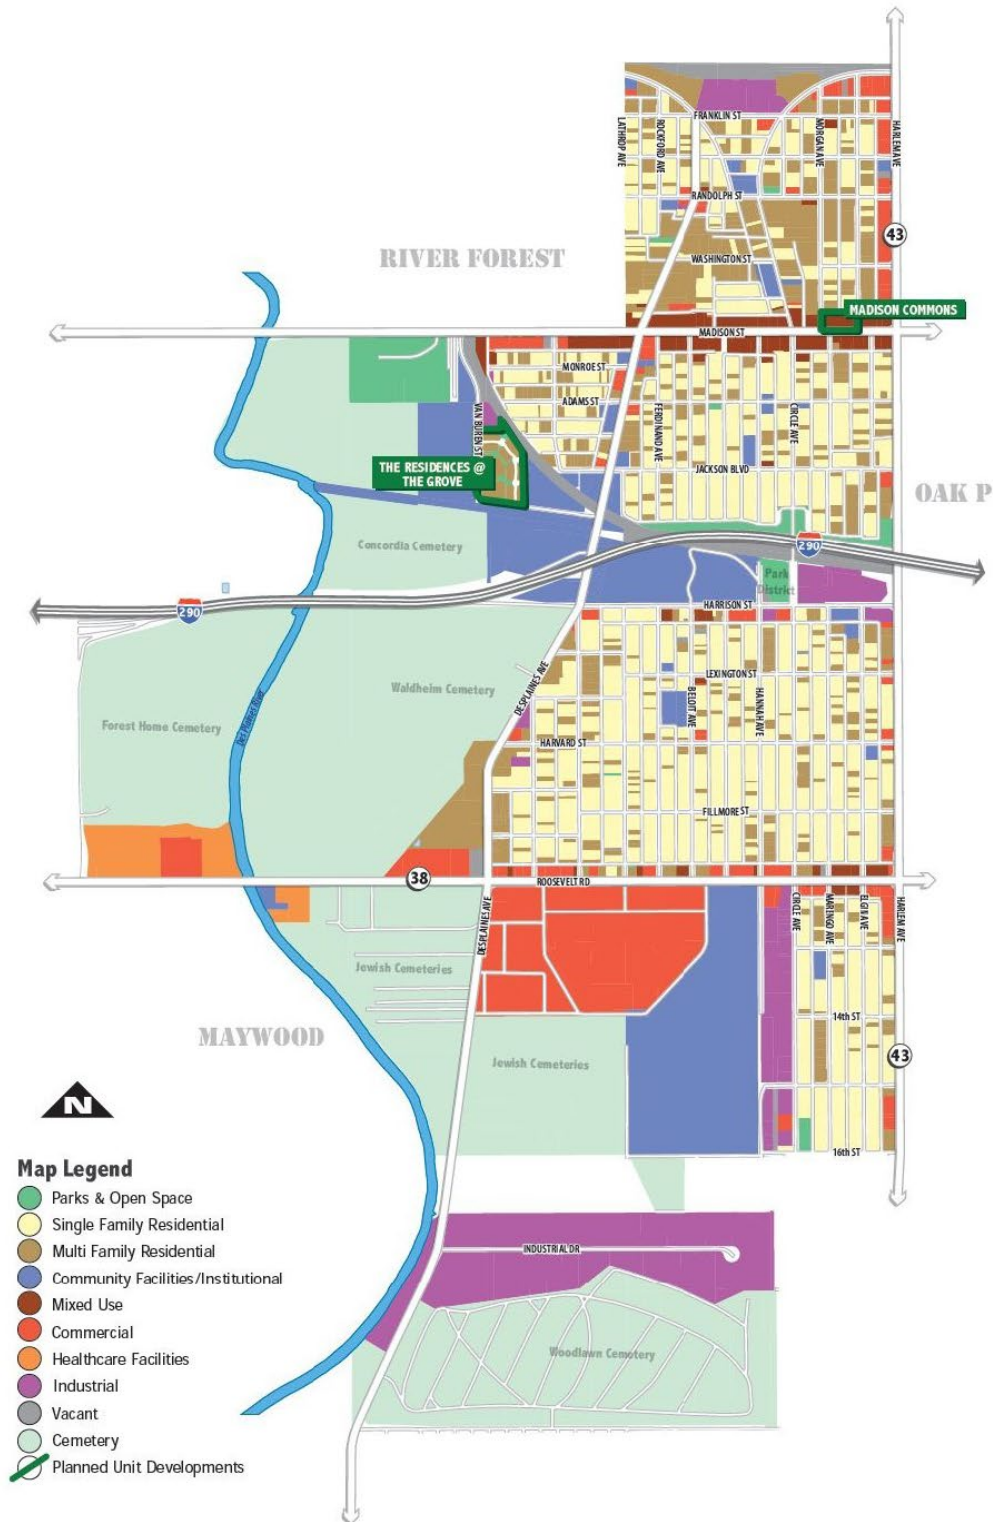 FRANKLIN ST
LATHROP AVE
ROCKFORD AVE
MORGAN AVE
HARLEM AVE
RANDOLPH ST
43
RIVER FOREST
WASHINGTON ST
MADISON COMMONS
MADISON ST
MONROE ST
ADAMS ST
VAN BUREN ST
FERDINAND AVE
CIRCLE AVE
THE RESIDENCES @
THE GROVE
JACKSON BLVD
OAK P
Concordia Cemetery
290
Park
District
290
HARRISON ST
LEXINGTON ST
DESPLAINES AVE
Waldheim Cemetery
BELOIT AVE
HANNAH AVE
Forest Home Cemetery
Des Plaines River
HARVARD ST
FILLMORE ST
38
ROOSEVELT RD
DESPLAINES AVE
CIRCLE AVE
MARENGO AVE
ELGIN AVE
HARLEM AVE
Jewish Cemeteries
14th ST
MAYWOOD
43
Jewish Cemeteries
N
16th ST
Map Legend
Parks & Open Space
Single Family Residential
Multi Family Residential
Community Facilities/Institutional
Mixed Use
Commercial
Healthcare Facilities
Industrial
Vacant
Cemetery
Planned Unit Developments
INDUSTRIAL DR
Woodlawn Cemetery